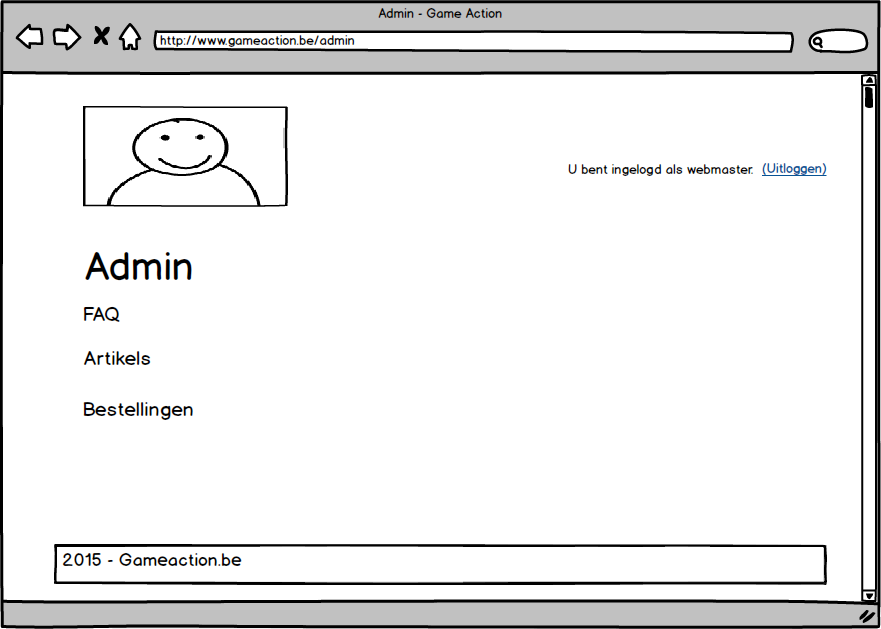 Admin - Game Action
http://www.gameaction.be/admin
U bent ingelogd als webmaster. (Uitloggen)
Admin
FAQ
Artikels
Bestellingen
2015 - Gameaction.be